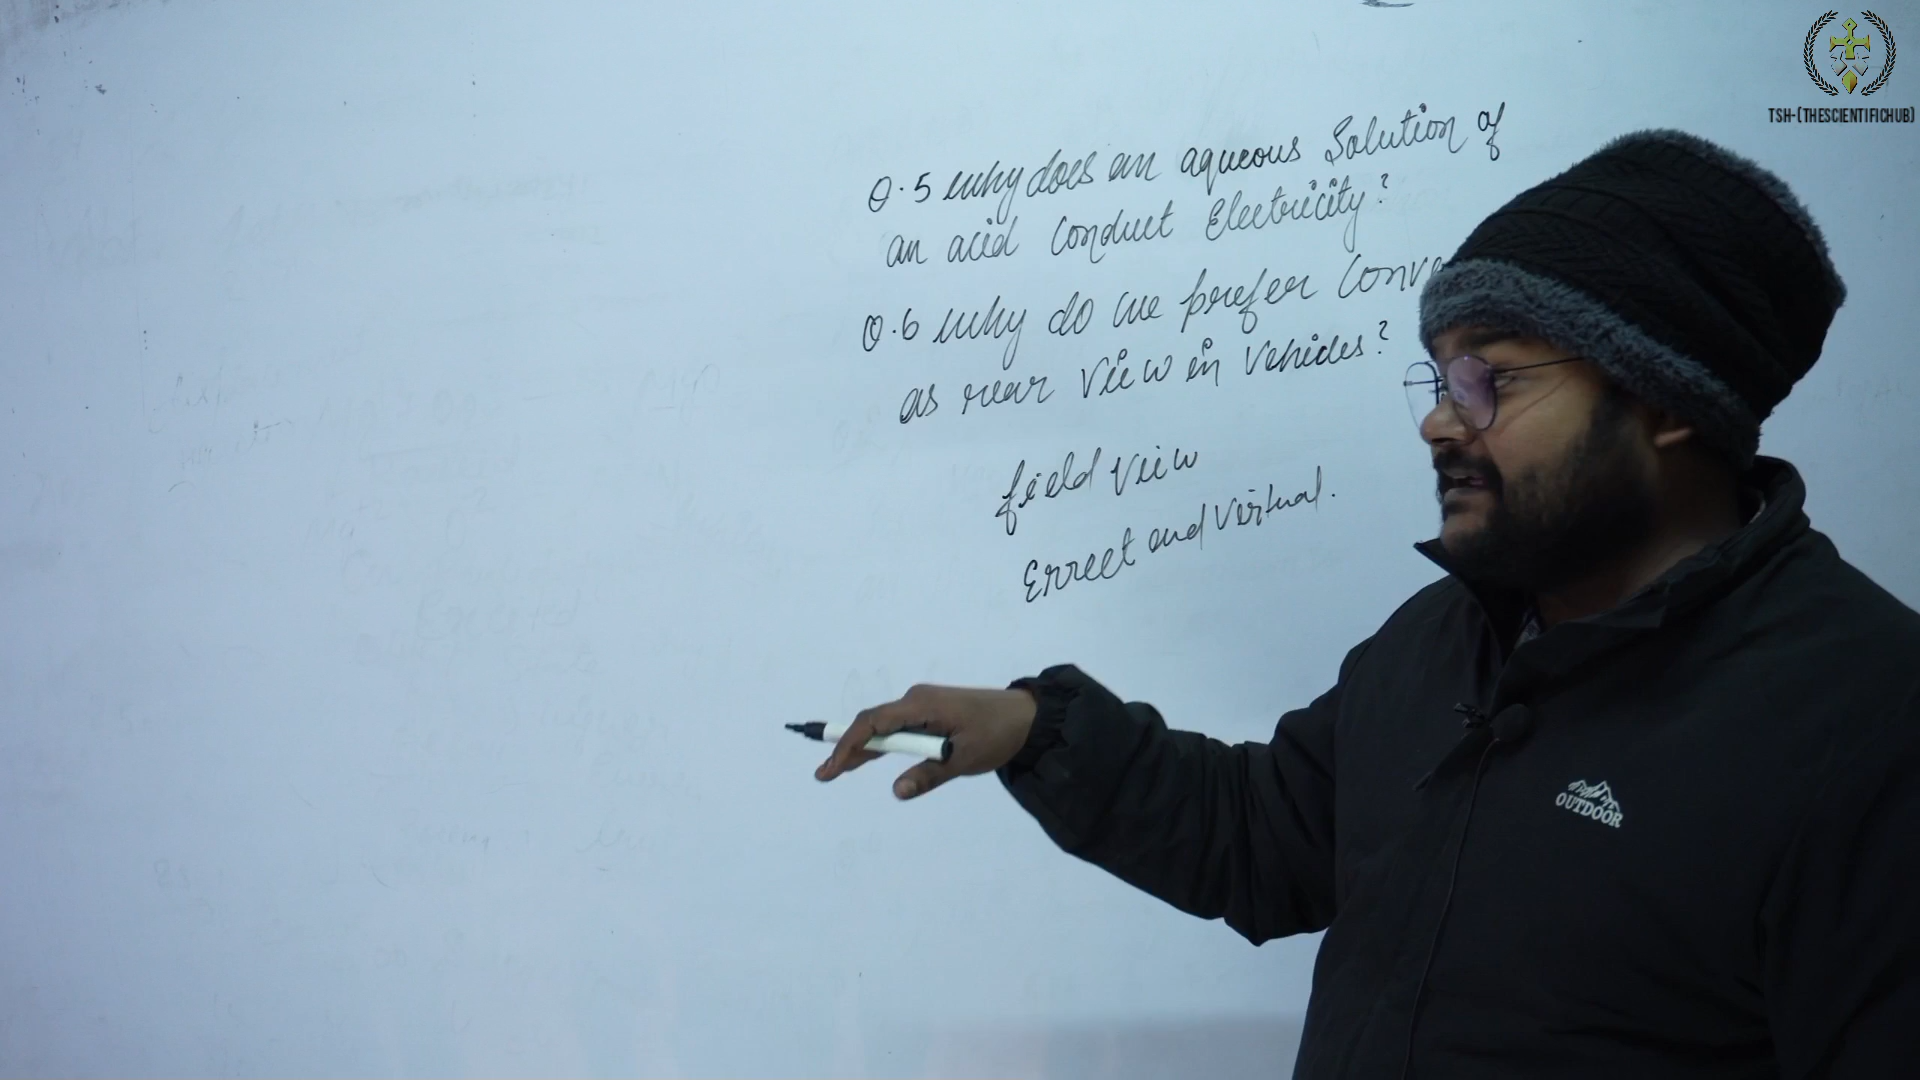 Q.5 why does an aqueous Solution of
an acid Conduct Electricity?
Q.6 why do we prefer Conve
as rear View in Vehicles?
field View
Erreet and Virtual.
OUTDOOR
TSH-(THESCIENTIFICHUB)